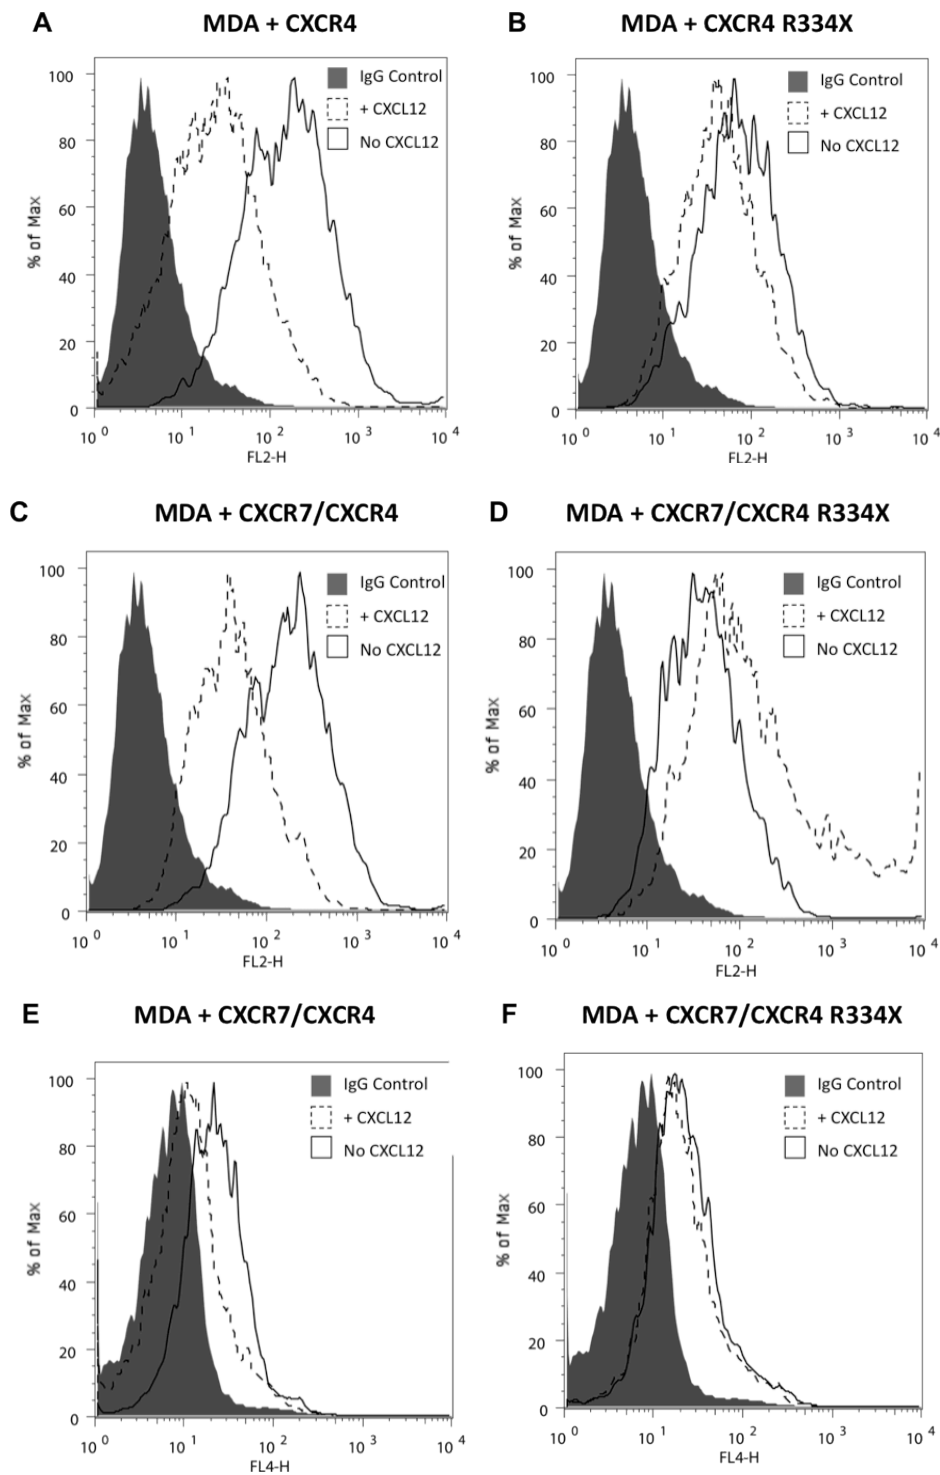 A MDA + CXCR4
100
80
60
40
20
0
% of Max
IgG Control
+ CXCL12
No CXCL12
10 0 10 1 10 2 10 3 10 4
FL2-H
B MDA + CXCR4 R334X
100
80
60
40
20
0
% of Max
IgG Control
+ CXCL12
No CXCL12
10 0 10 1 10 2 10 3 10 4
FL2-H
C MDA + CXCR7/CXCR4
100
80
60
40
20
0
% of Max
IgG Control
+ CXCL12
No CXCL12
10 0 10 1 10 2 10 3 10 4
FL2-H
D MDA + CXCR7/CXCR4 R334X
100
80
60
40
20
0
% of Max
IgG Control
+ CXCL12
No CXCL12
10 0 10 1 10 2 10 3 10 4
FL2-H
E MDA + CXCR7/CXCR4
100
80
60
40
20
0
% of Max
IgG Control
+ CXCL12
No CXCL12
10 0 10 1 10 2 10 3 10 4
FL4-H
F MDA + CXCR7/CXCR4 R334X
100
80
60
40
20
0
% of Max
IgG Control
+ CXCL12
No CXCL12
10 0 10 1 10 2 10 3 10 4
FL4-H